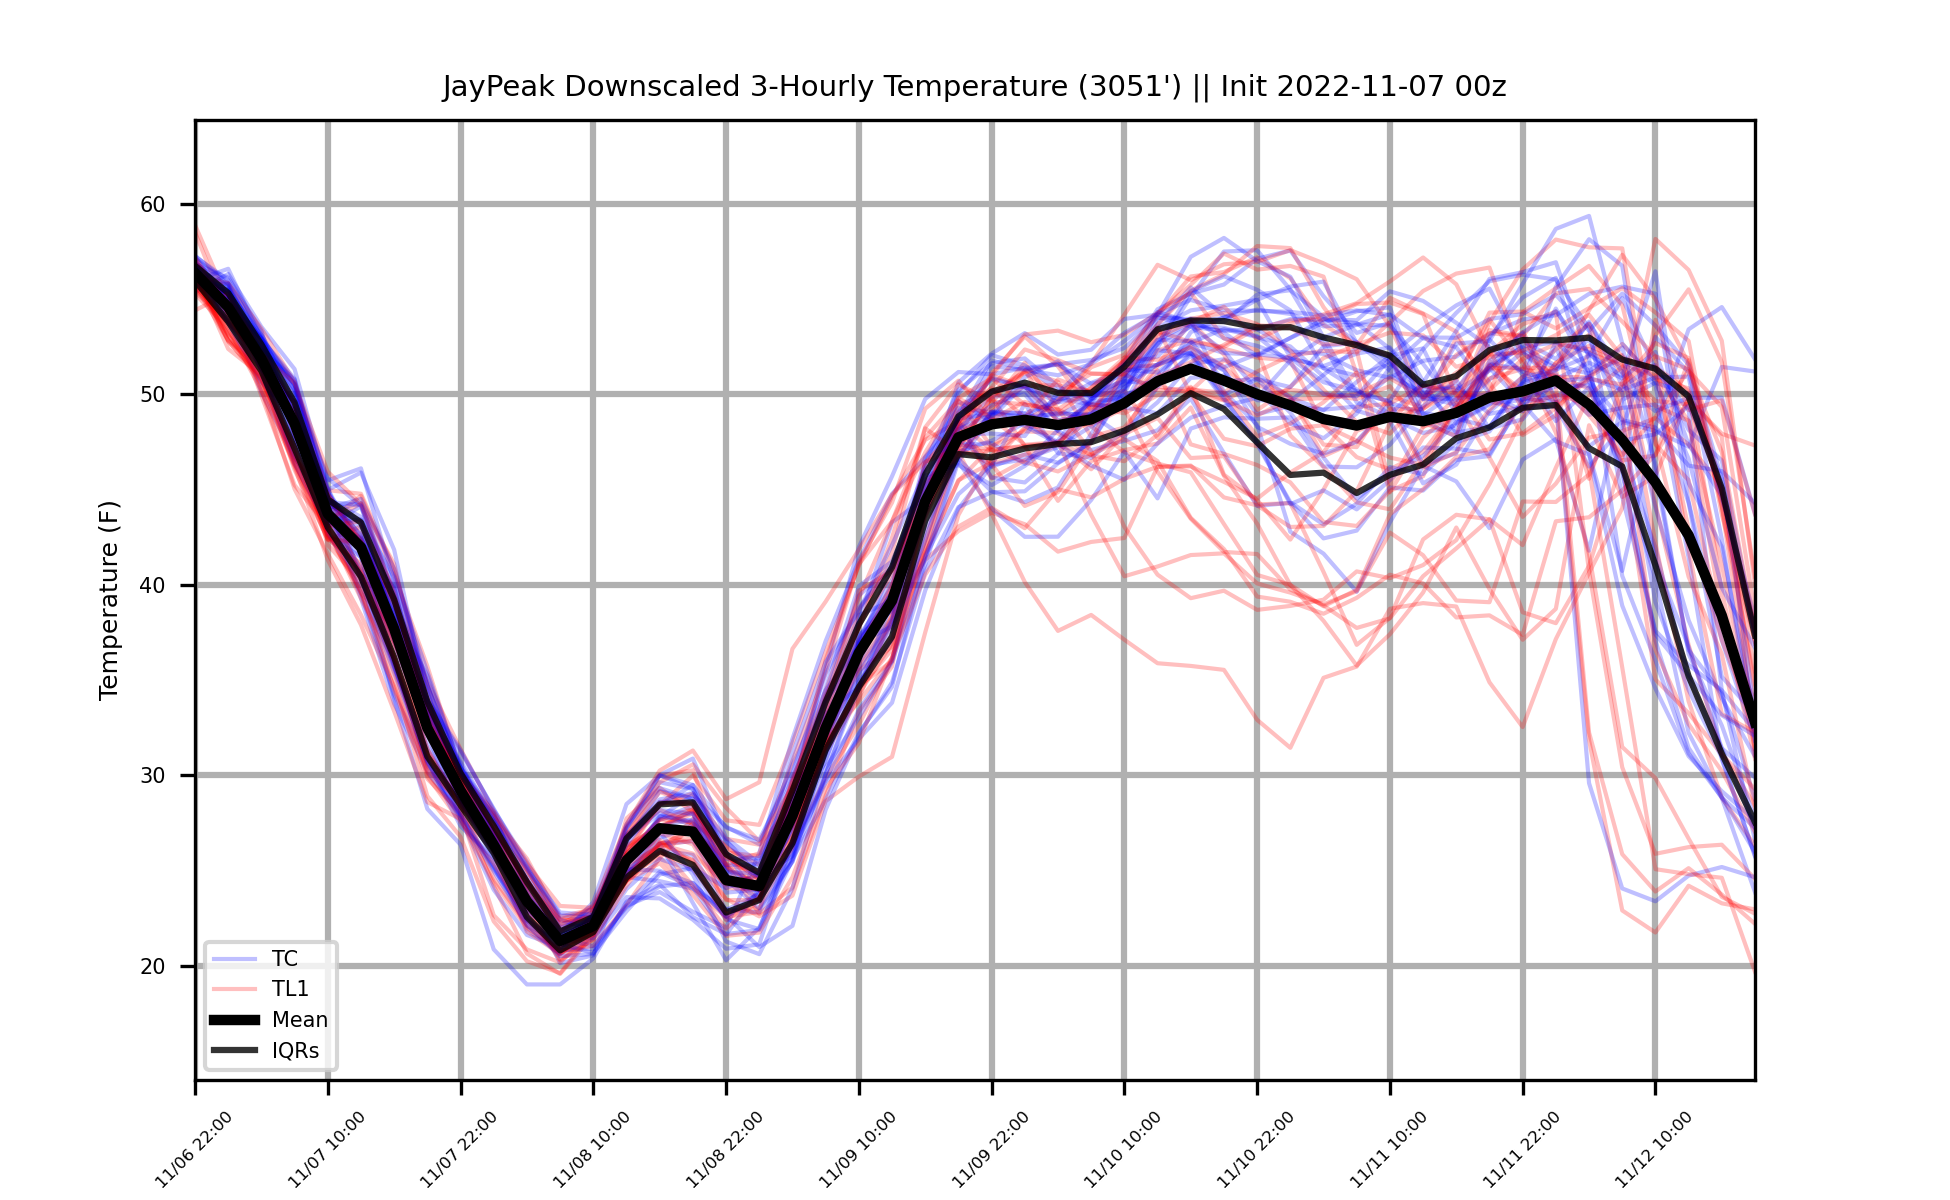 JayPeak Downscaled 3-Hourly Temperature (3051') || Init 2022-11-07 00z
Temperature (F)
60
50
40
30
20
TC
TL1
Mean
IQRs
11/06 22:00
11/07 10:00
11/07 22:00
11/08 10:00
11/08 22:00
11/09 10:00
11/09 22:00
11/10 10:00
11/10 22:00
11/11 10:00
11/11 22:00
11/12 10:00